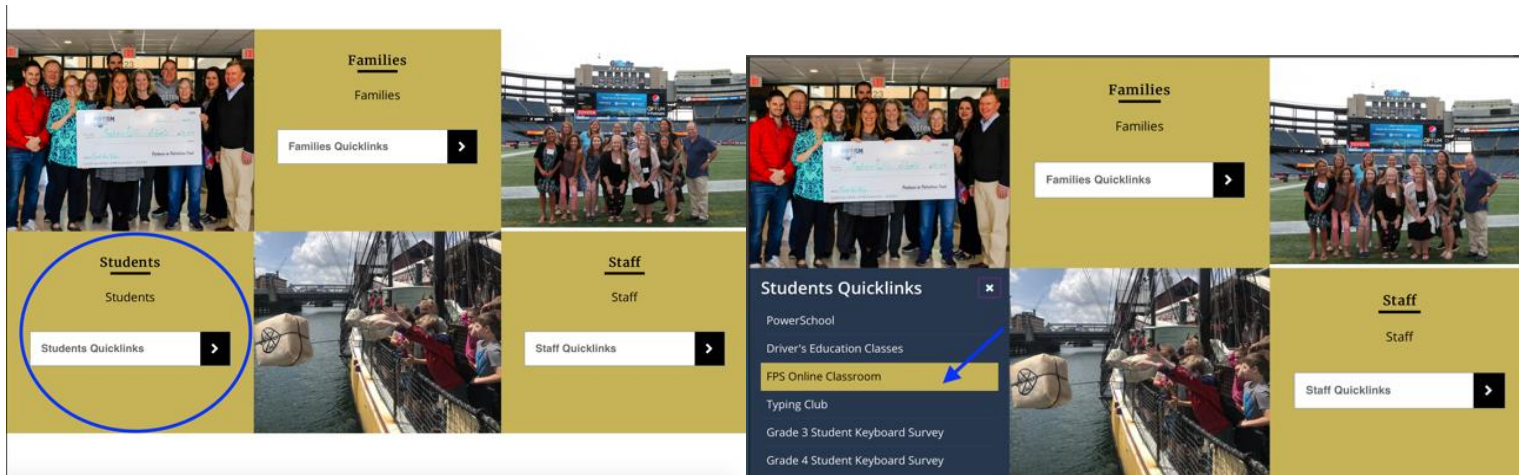 Families
Families
Families Quicklinks
Students
Students
Students Quicklinks
Staff
Staff
Staff Quicklinks
Families
Families
Families Quicklinks
Students Quicklinks
PowerSchool
Driver's Education Classes
FPS Online Classroom
Typing Club
Grade 3 Student Keyboard Survey
Grade 4 Student Keyboard Survey
Staff
Staff
Staff Quicklinks